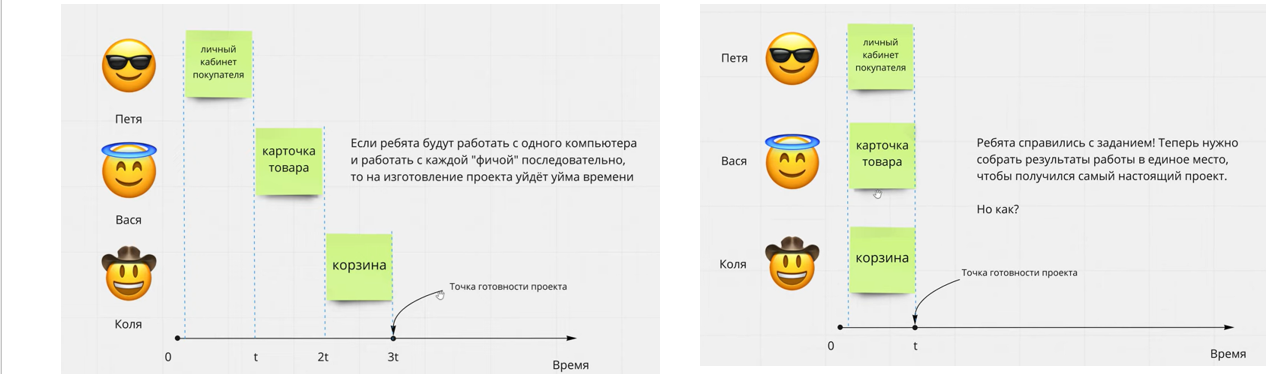 личный
кабинет
покупателя
Петя
карточка
товара
Если ребята будут работать с одного компьютера
и работать с каждой "фичой" последовательно,
то на изготовление проекта уйдёт уйма времени
Вася
корзина
Точка готовности проекта
Коля
0
t
2t
3t
Время
Петя
личный
кабинет
покупателя
Вася
карточка
товара
Ребята справились с заданием! Теперь нужно
собрать результаты работы в единое место,
чтобы получился самый настоящий проект.
Но как?
Коля
корзина
Точка готовности проекта
0
t
Время